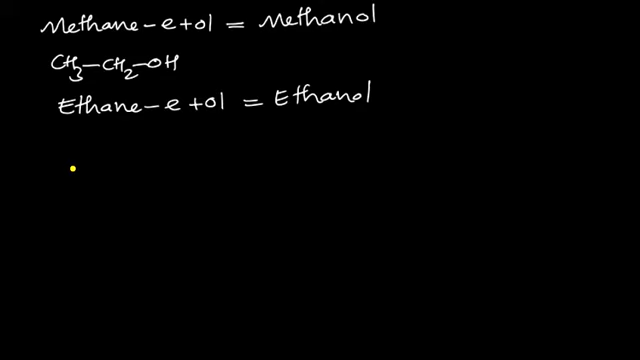 Methane - e + ol = Methanol
CH3-CH2-OH
Ethane - e + ol = Ethanol